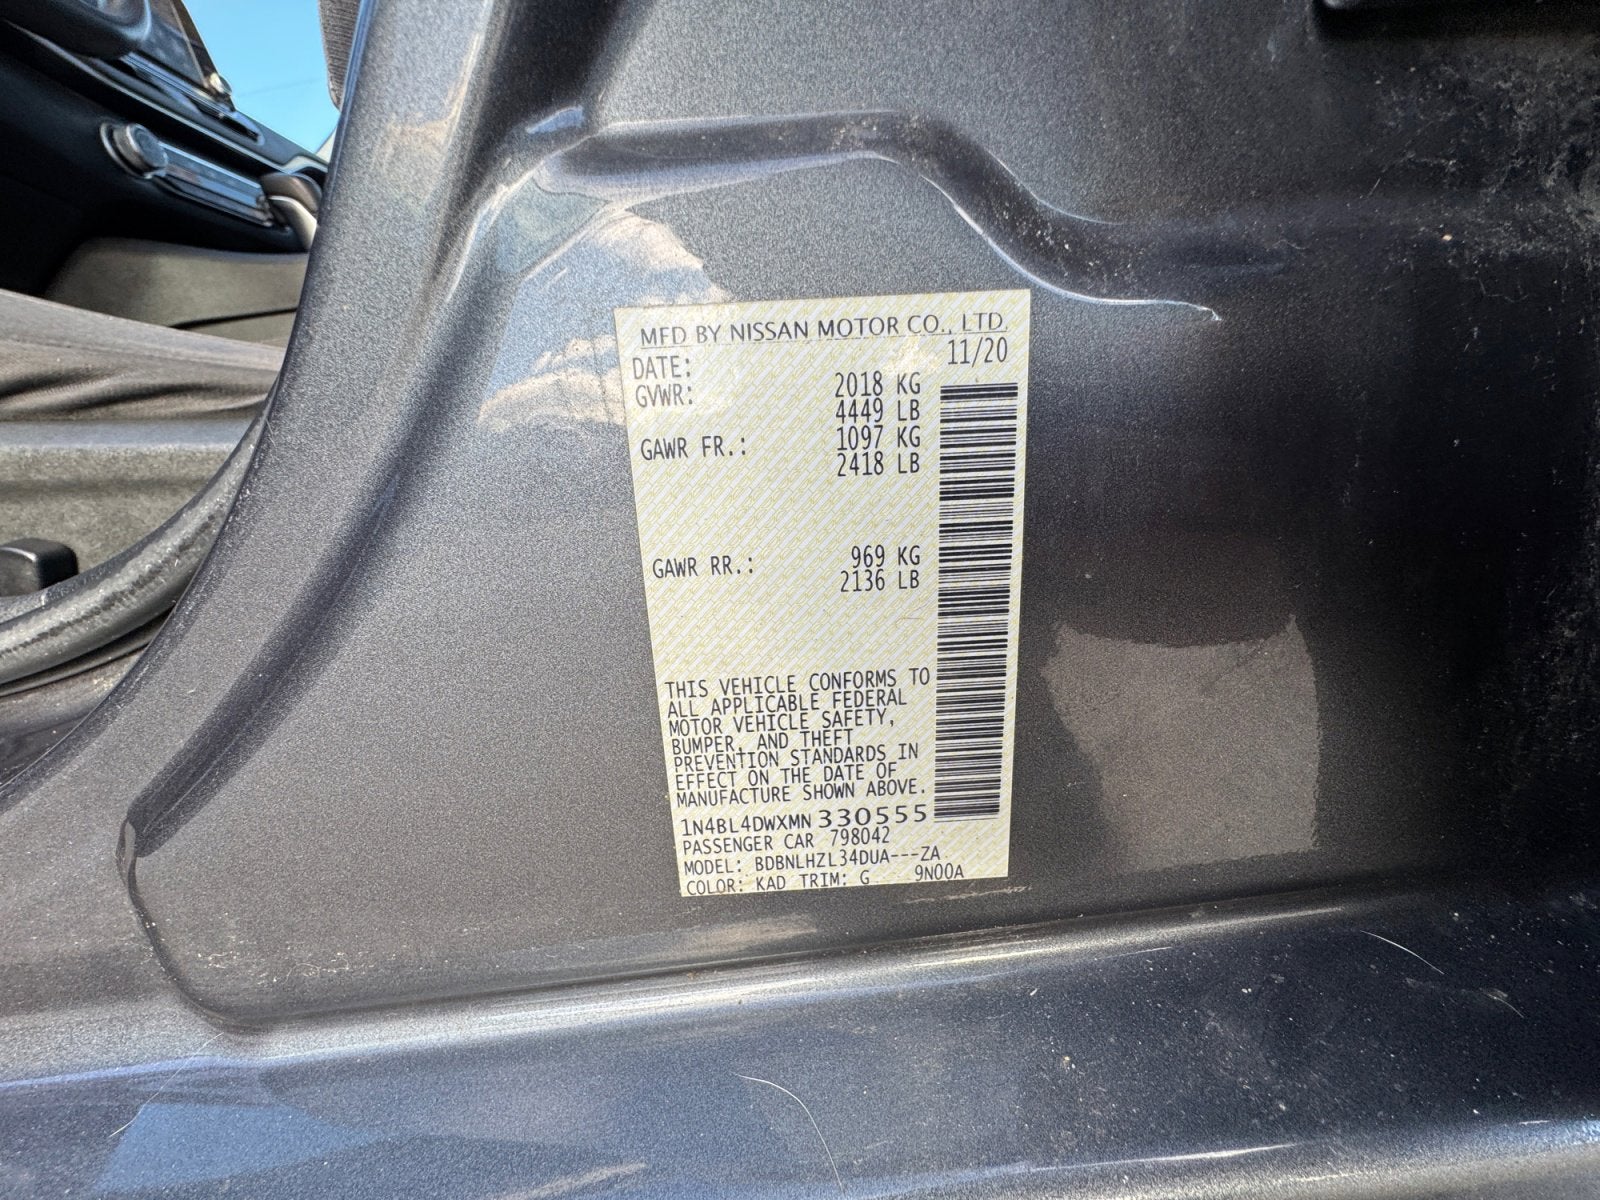 MFD BY NISSAN MOTOR CO., LTD.
DATE: 11/20
GVWR: 2018 KG
4449 LB
GAWR FR.: 1097 KG
2418 LB
GAWR RR.: 969 KG
2136 LB
THIS VEHICLE CONFORMS TO
ALL APPLICABLE FEDERAL
MOTOR VEHICLE SAFETY,
BUMPER, AND THEFT
PREVENTION STANDARDS IN
EFFECT ON THE DATE OF
MANUFACTURE SHOWN ABOVE.
1N4BL4DWXMN330555
PASSENGER CAR 798042
MODEL: BDBNLHZL34DUA---ZA
COLOR: KAD TRIM: G 9N00A